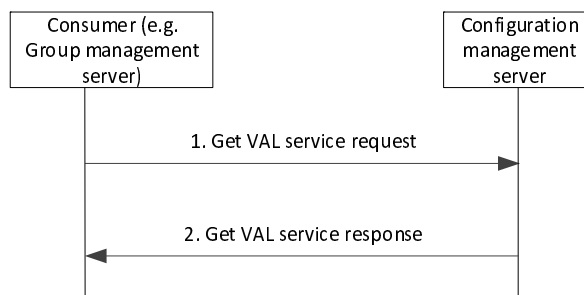 Consumer (e.g.
Group management
server)
Configuration
management
server
1. Get VAL service request
2. Get VAL service response